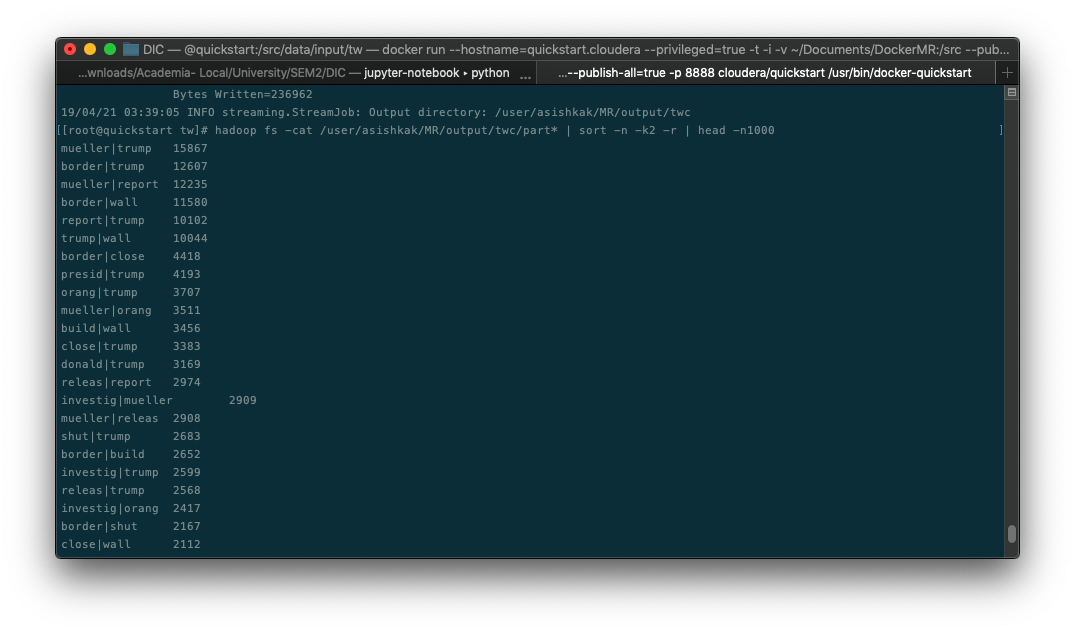 DIC — @quickstart:/src/data/input/tw — docker run --hostname=quickstart.cloudera --privileged=true -t -i -v ~/Documents/DockerMR:/src --pub...
...wnloads/Academia- Local/University/SEM2/DIC — jupyter-notebook ▸ python ...
...--publish-all=true -p 8888 cloudera/quickstart /usr/bin/docker-quickstart
Bytes Written=236962
19/04/21 03:39:05 INFO streaming.StreamJob: Output directory: /user/asishkak/MR/output/twc
[[root@quickstart tw]# hadoop fs -cat /user/asishkak/MR/output/twc/part* | sort -n -k2 -r | head -n1000 ]
mueller|trump 15867
border|trump 12607
mueller|report 12235
border|wall 11580
report|trump 10102
trump|wall 10044
border|close 4418
presid|trump 4193
orang|trump 3707
mueller|orang 3511
build|wall 3456
close|trump 3383
donald|trump 3169
releas|report 2974
investig|mueller 2909
mueller|releas 2908
shut|trump 2683
border|build 2652
investig|trump 2599
releas|trump 2568
investig|orang 2417
border|shut 2167
close|wall 2112